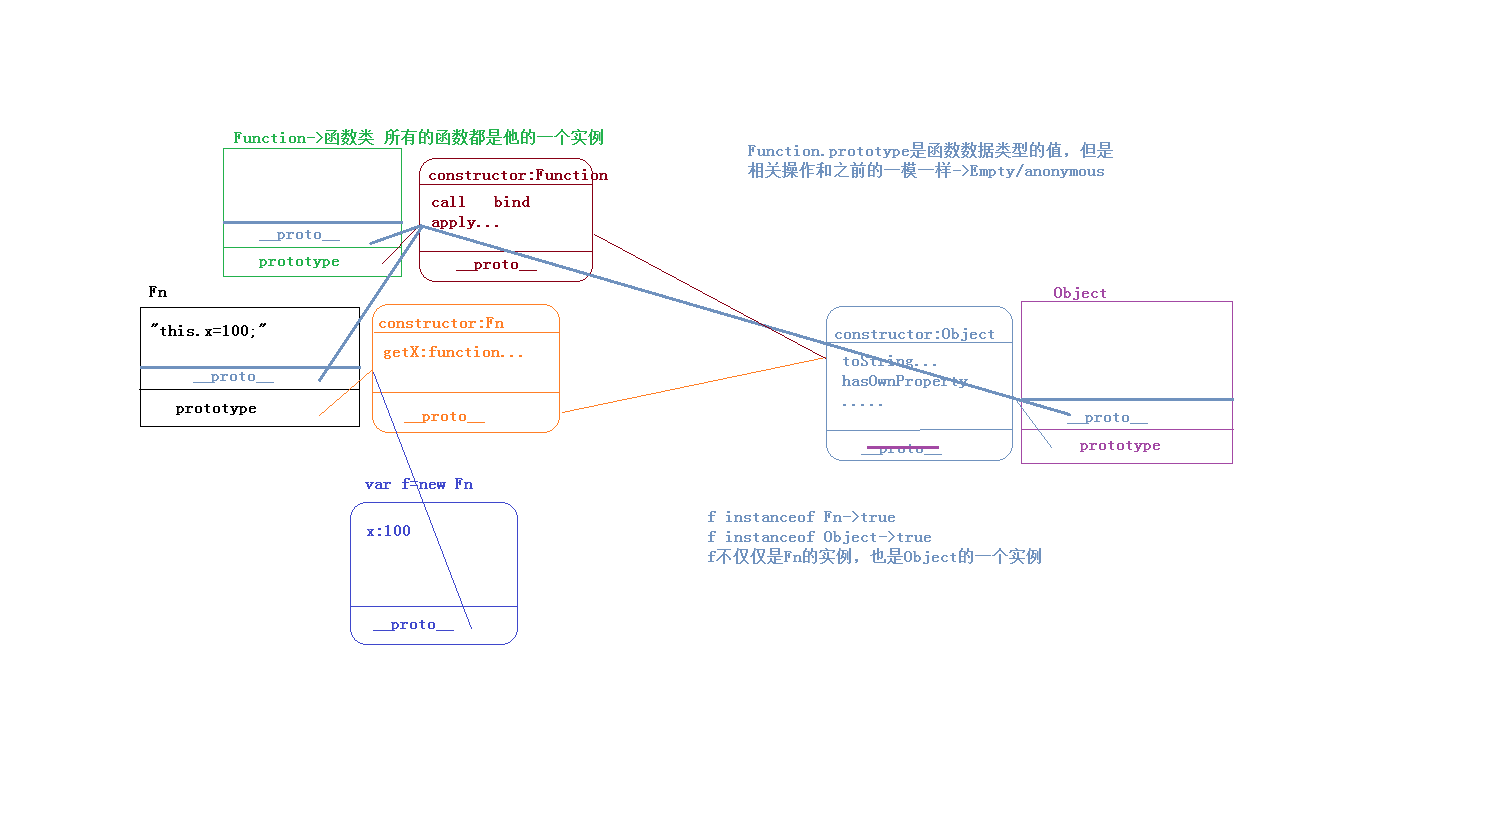 Function->函数类 所有的函数都是他的一个实例
__proto__
prototype
constructor:Function
call bind
apply...
__proto__
Function.prototype是函数数据类型的值，但是
相关操作和之前的一模一样->Empty/anonymous
Fn
"this.x=100;"
__proto__
prototype
constructor:Fn
getX:function...
__proto__
constructor:Object
toString...
hasOwnProperty
.....
__proto__
Object
__proto__
prototype
var f=new Fn
x:100
__proto__
f instanceof Fn->true
f instanceof Object->true
f不仅仅是Fn的实例，也是Object的一个实例